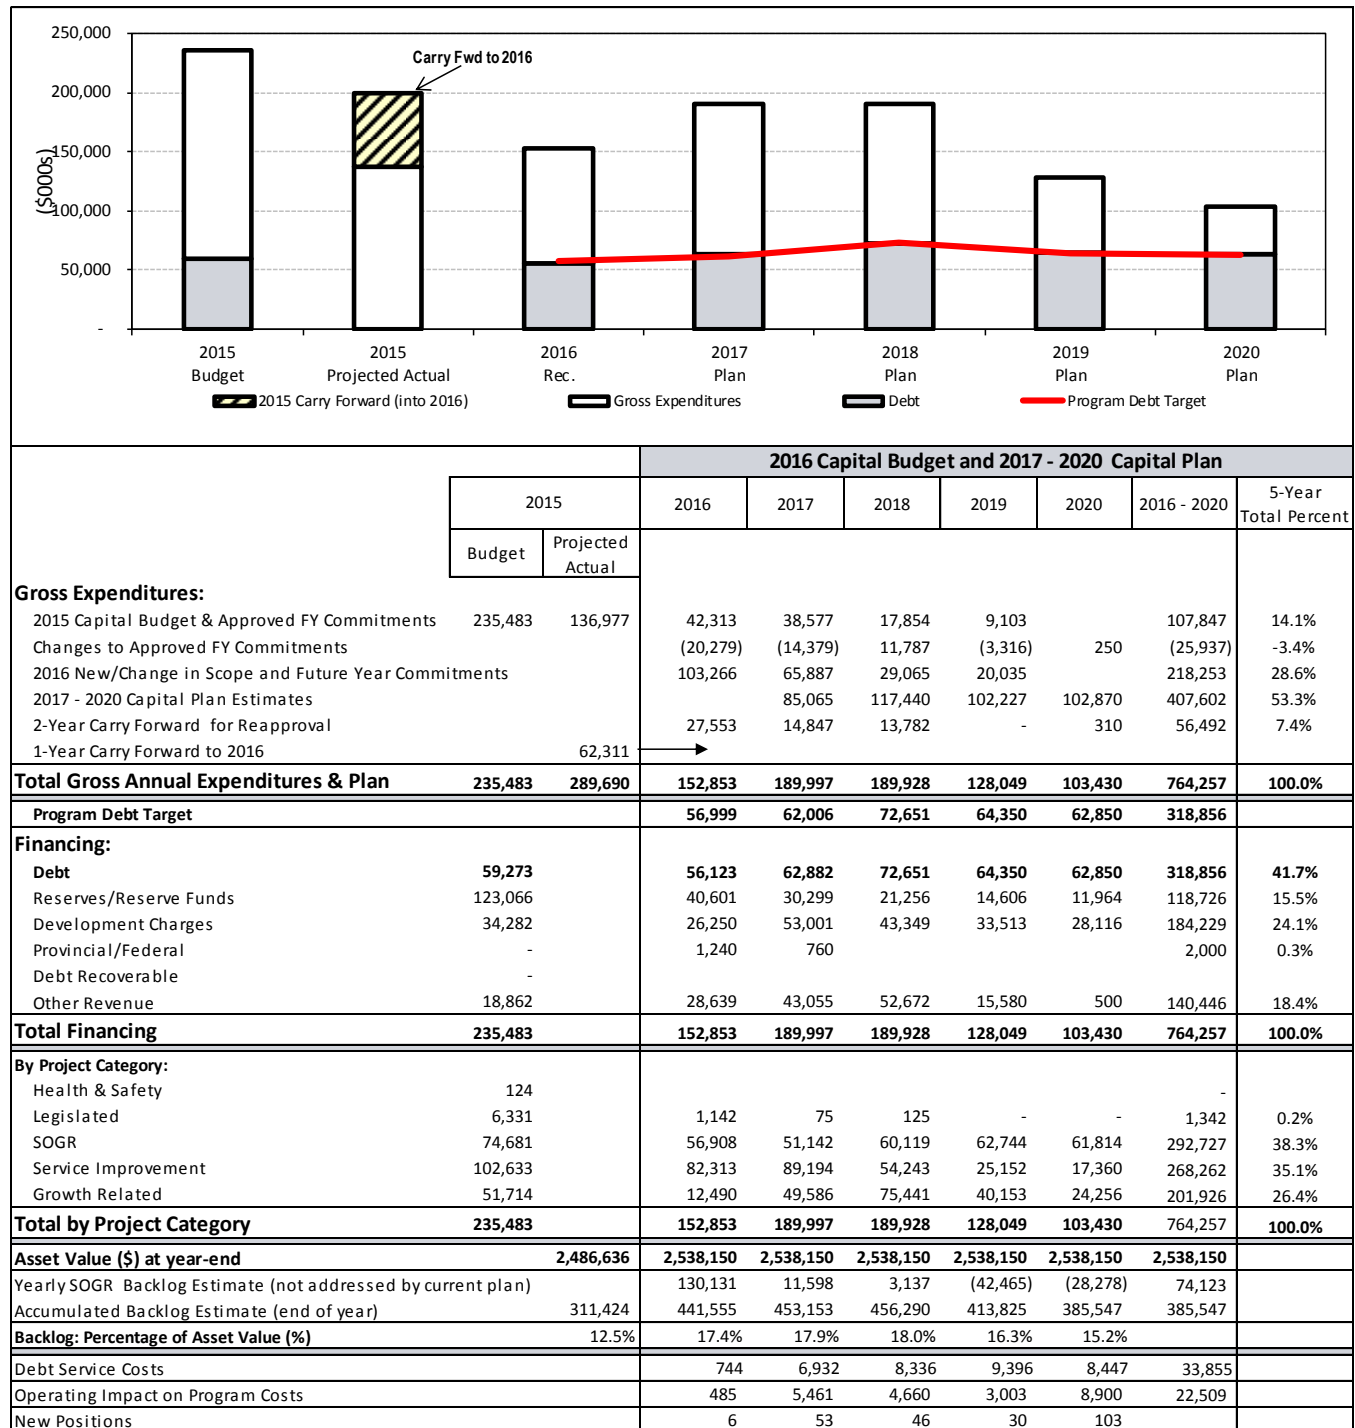 250,000
Carry Fwd to 2016
200,000
150,000
100,000
50,000
-
($000s)
2015 2015 2016 2017 2018 2019 2020
Budget Projected Actual Rec. Plan Plan Plan Plan
2015 Carry Forward (into 2016) Gross Expenditures Debt Program Debt Target
2016 Capital Budget and 2017 - 2020 Capital Plan
2015 2016 2017 2018 2019 2020 2016 - 2020 5-Year
Total Percent
Budget Projected
Actual
Gross Expenditures:
2015 Capital Budget & Approved FY Commitments 235,483 136,977 42,313 38,577 17,854 9,103 107,847 14.1%
Changes to Approved FY Commitments (20,279) (14,379) 11,787 (3,316) 250 (25,937) -3.4%
2016 New/Change in Scope and Future Year Commitments 103,266 65,887 29,065 20,035 218,253 28.6%
2017 - 2020 Capital Plan Estimates 85,065 117,440 102,227 102,870 407,602 53.3%
2-Year Carry Forward for Reapproval 27,553 14,847 13,782 - 310 56,492 7.4%
1-Year Carry Forward to 2016 62,311
Total Gross Annual Expenditures & Plan 235,483 289,690 152,853 189,997 189,928 128,049 103,430 764,257 100.0%
Program Debt Target 56,999 62,006 72,651 64,350 62,850 318,856
Financing:
Debt 59,273 56,123 62,882 72,651 64,350 62,850 318,856 41.7%
Reserves/Reserve Funds 123,066 40,601 30,299 21,256 14,606 11,964 118,726 15.5%
Development Charges 34,282 26,250 53,001 43,349 33,513 28,116 184,229 24.1%
Provincial/Federal - 1,240 760 2,000 0.3%
Debt Recoverable -
Other Revenue 18,862 28,639 43,055 52,672 15,580 500 140,446 18.4%
Total Financing 235,483 152,853 189,997 189,928 128,049 103,430 764,257 100.0%
By Project Category:
Health & Safety 124 -
Legislated 6,331 1,142 75 125 - - 1,342 0.2%
SOGR 74,681 56,908 51,142 60,119 62,744 61,814 292,727 38.3%
Service Improvement 102,633 82,313 89,194 54,243 25,152 17,360 268,262 35.1%
Growth Related 51,714 12,490 49,586 75,441 40,153 24,256 201,926 26.4%
Total by Project Category 235,483 152,853 189,997 189,928 128,049 103,430 764,257 100.0%
Asset Value ($) at year-end 2,486,636 2,538,150 2,538,150 2,538,150 2,538,150 2,538,150 2,538,150
Yearly SOGR Backlog Estimate (not addressed by current plan) 130,131 11,598 3,137 (42,465) (28,278) 74,123
Accumulated Backlog Estimate (end of year) 311,424 441,555 453,153 456,290 413,825 385,547 385,547
Backlog: Percentage of Asset Value (%) 12.5% 17.4% 17.9% 18.0% 16.3% 15.2%
Debt Service Costs 744 6,932 8,336 9,396 8,447 33,855
Operating Impact on Program Costs 485 5,461 4,660 3,003 8,900 22,509
New Positions 6 53 46 30 103